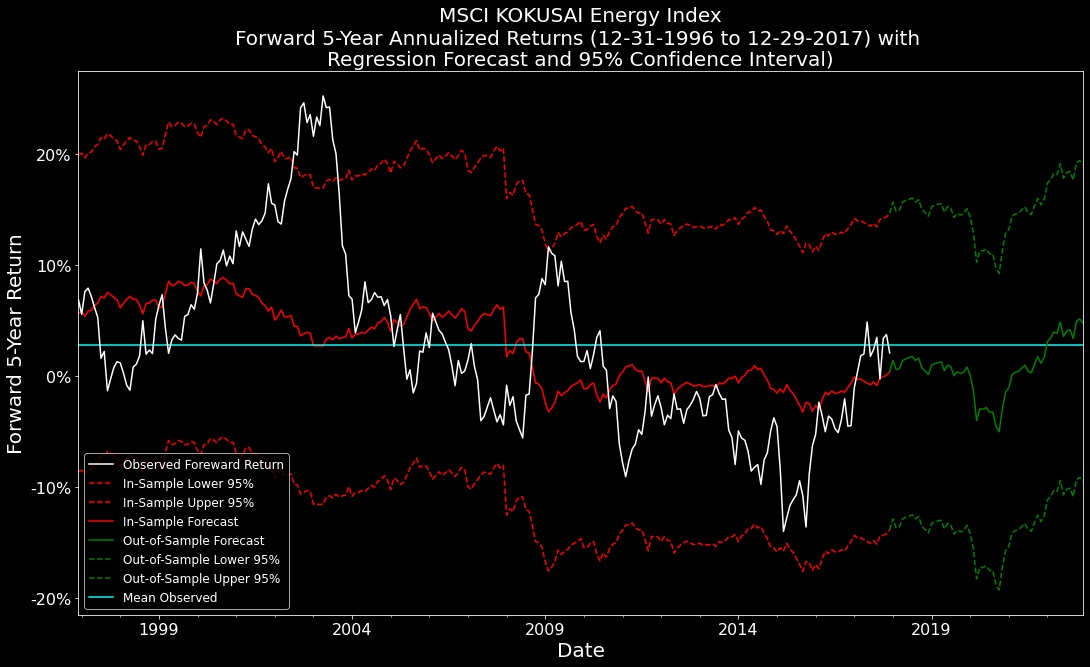 MSCI KOKUSAI Energy Index
Forward 5-Year Annualized Returns (12-31-1996 to 12-29-2017) with
Regression Forecast and 95% Confidence Interval)
Forward 5-Year Return
20%
10%
0%
-10%
-20%
Observed Foreward Return
In-Sample Lower 95%
In-Sample Upper 95%
In-Sample Forecast
Out-of-Sample Forecast
Out-of-Sample Lower 95%
Out-of-Sample Upper 95%
Mean Observed
1999
2004
2009
2014
2019
Date